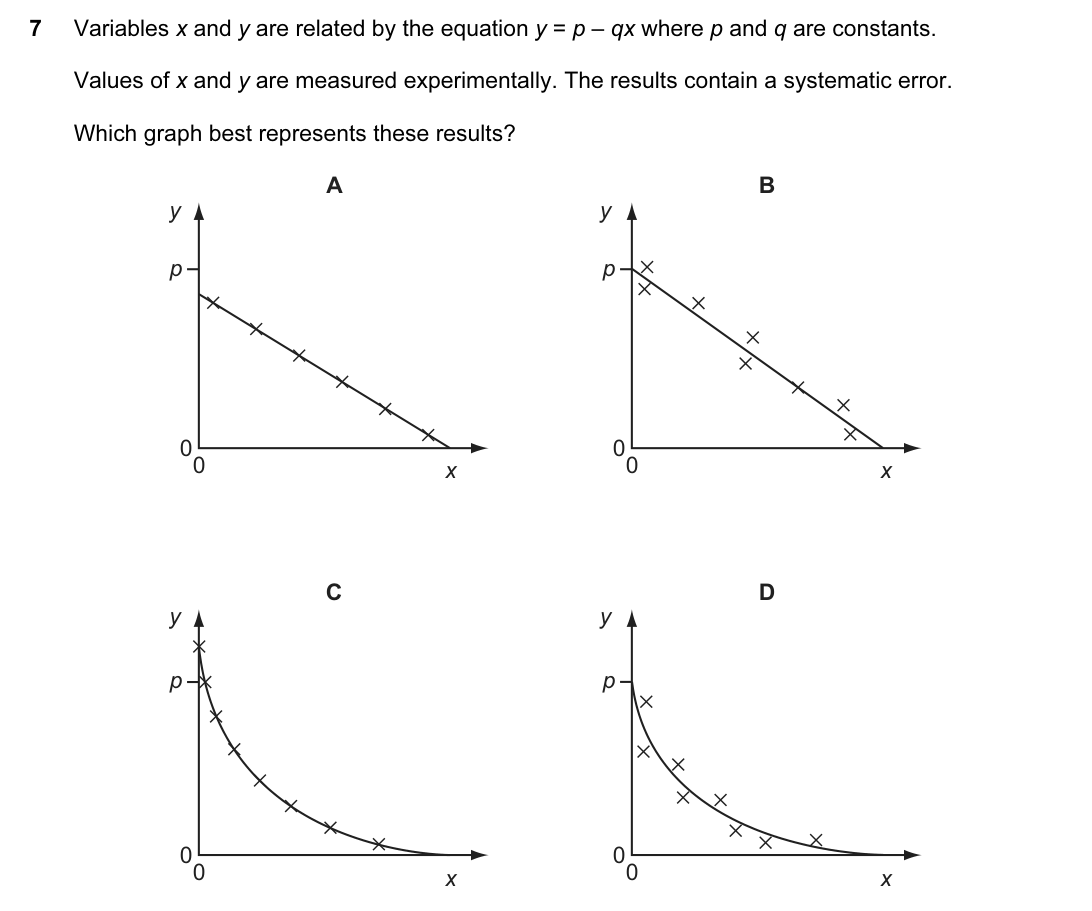 7 Variables x and y are related by the equation y = p – qx where p and q are constants.
Values of x and y are measured experimentally. The results contain a systematic error.
Which graph best represents these results?
A
y
p
0
0
x
B
y
p
0
0
x
C
y
p
0
0
x
D
y
p
0
0
x